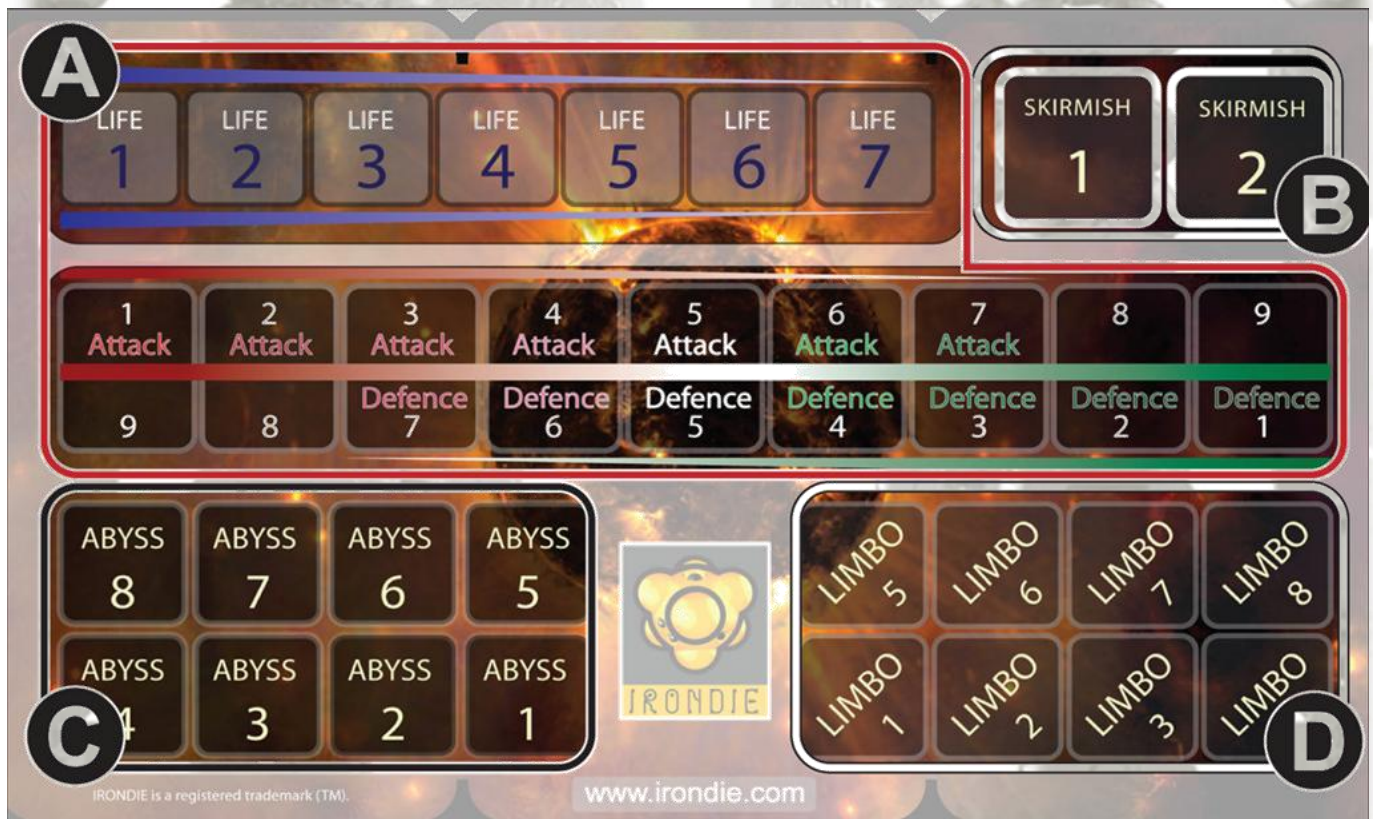 A
LIFE LIFE LIFE LIFE LIFE LIFE LIFE
1 2 3 4 5 6 7
SKIRMISH SKIRMISH
1 2
B
1 2 3 4 5 6 7 8 9
Attack Attack Attack Attack Attack Attack Attack
Defence Defence Defence Defence Defence Defence Defence
9 8 7 6 5 4 3 2 1
ABYSS ABYSS ABYSS ABYSS
8 7 6 5
ABYSS ABYSS ABYSS ABYSS
4 3 2 1
C
IRONDIE
LIMBO LIMBO LIMBO LIMBO
5 6 7 8
LIMBO LIMBO LIMBO LIMBO
1 2 3
D
IRONDIE is a registered trademark (TM).
www.irondie.com